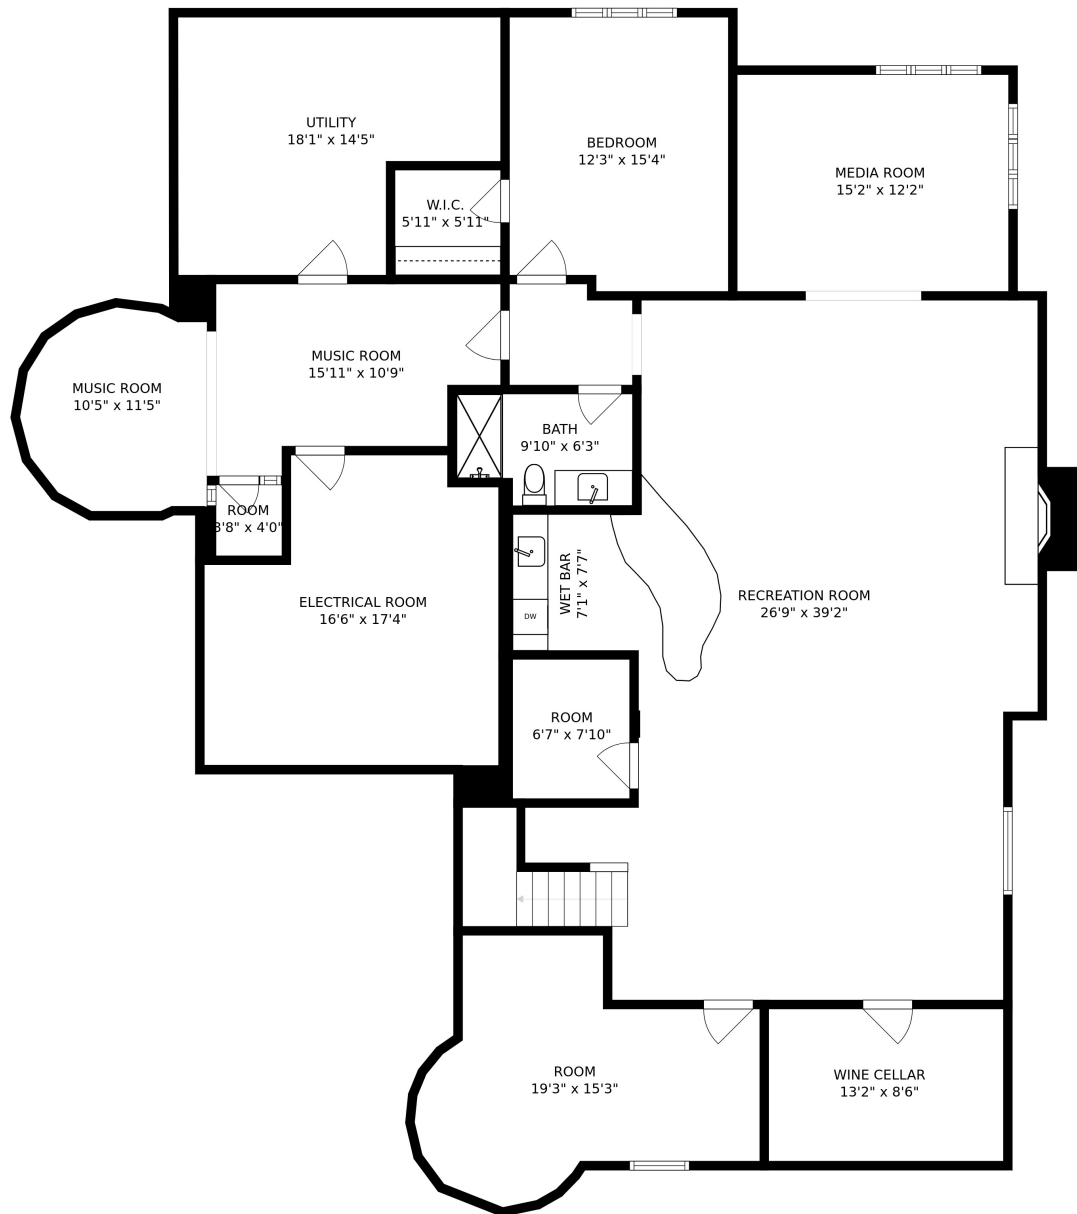 UTILITY
18'1" x 14'5"
BEDROOM
12'3" x 15'4"
MEDIA ROOM
15'2" x 12'2"
W.I.C.
5'11" x 5'11"
MUSIC ROOM
15'11" x 10'9"
MUSIC ROOM
10'5" x 11'5"
BATH
9'10" x 6'3"
ROOM
3'8" x 4'0"
WET BAR
7'1" x 7'7"
DW
ELECTRICAL ROOM
16'6" x 17'4"
RECREATION ROOM
26'9" x 39'2"
ROOM
6'7" x 7'10"
ROOM
19'3" x 15'3"
WINE CELLAR
13'2" x 8'6"